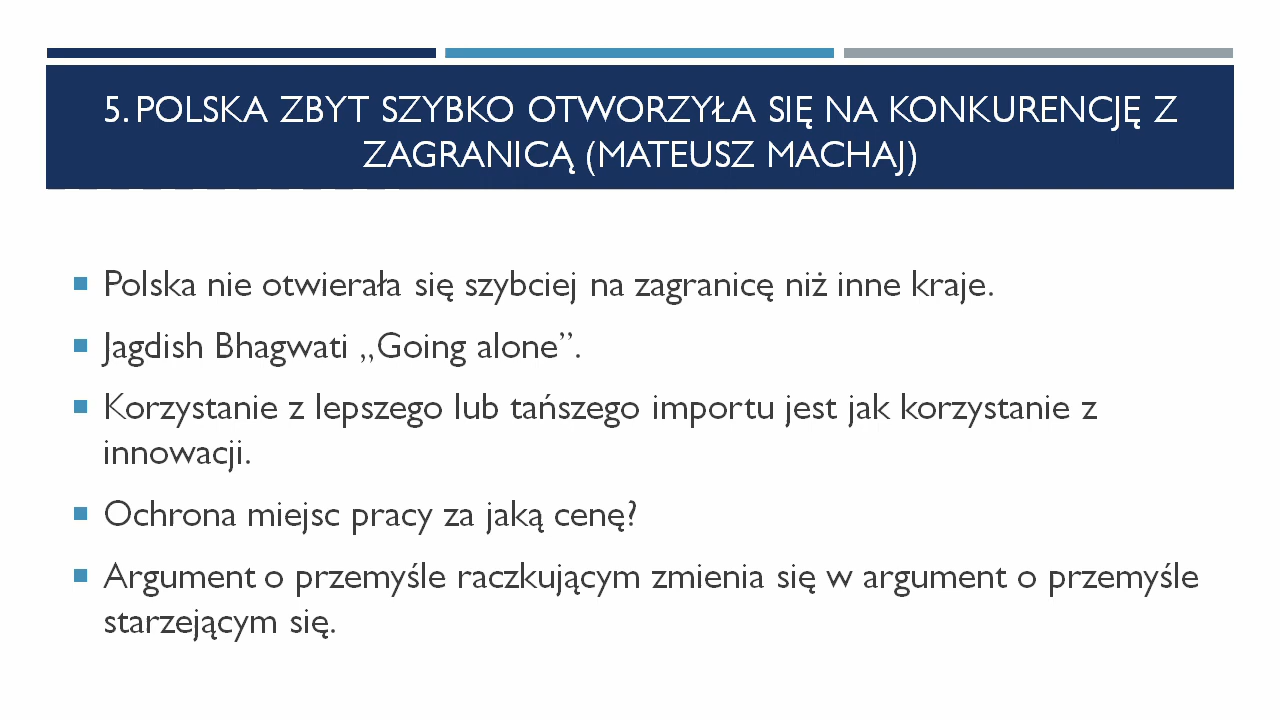 5. POLSKA ZBYT SZYBKO OTWORZYŁA SIĘ NA KONKURENCJĘ Z
ZAGRANICĄ (MATEUSZ MACHAJ)
Polska nie otwierała się szybciej na zagranicę niż inne kraje.
Jagdish Bhagwati „Going alone”.
Korzystanie z lepszego lub tańszego importu jest jak korzystanie z
innowacji.
Ochrona miejsc pracy za jaką cenę?
Argument o przemyśle raczkującym zmienia się w argument o przemyśle
starzejącym się.